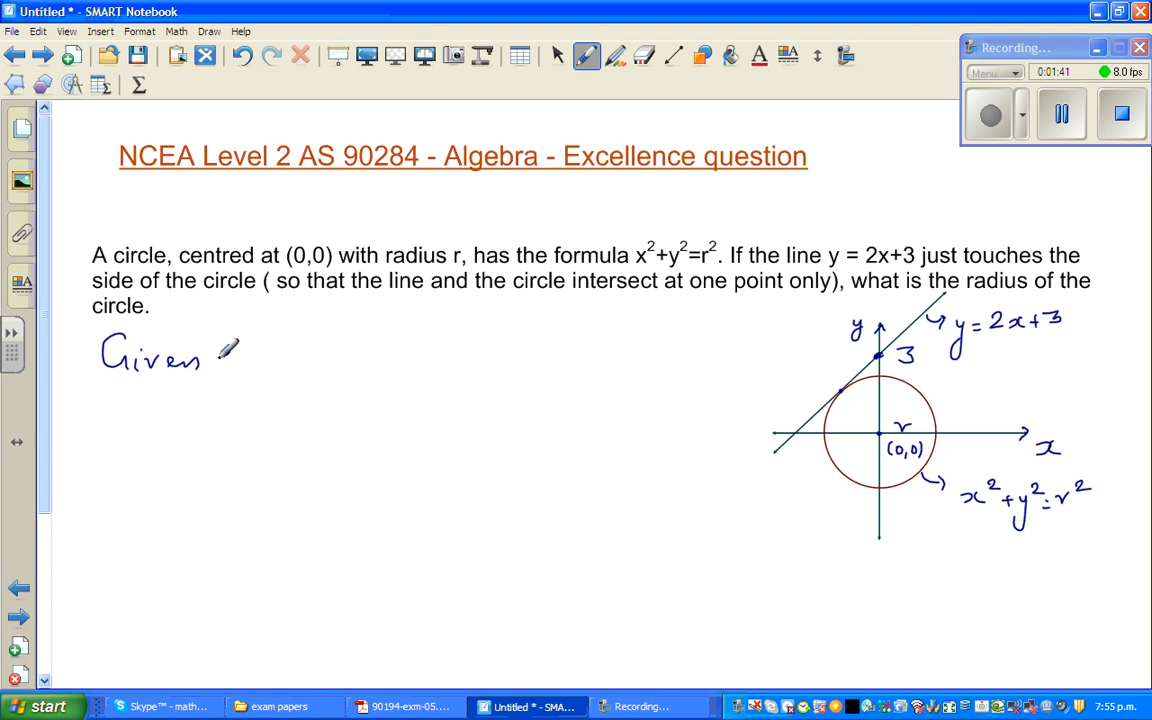 Untitled * - SMART Notebook
File Edit View Insert Format Math Draw Help
Recording...
Menu 0:01:41 8.0 fps
NCEA Level 2 AS 90284 - Algebra - Excellence question
A circle, centred at (0,0) with radius r, has the formula x²+y²=r². If the line y = 2x+3 just touches the
side of the circle ( so that the line and the circle intersect at one point only), what is the radius of the
circle.
Given
y
y = 2x+3
3
r
(0,0)
x
x²+y²=r²
start Skype™ - math... exam papers 90194-exm-05.... Untitled * - SMA... Recording... 7:55 p.m.